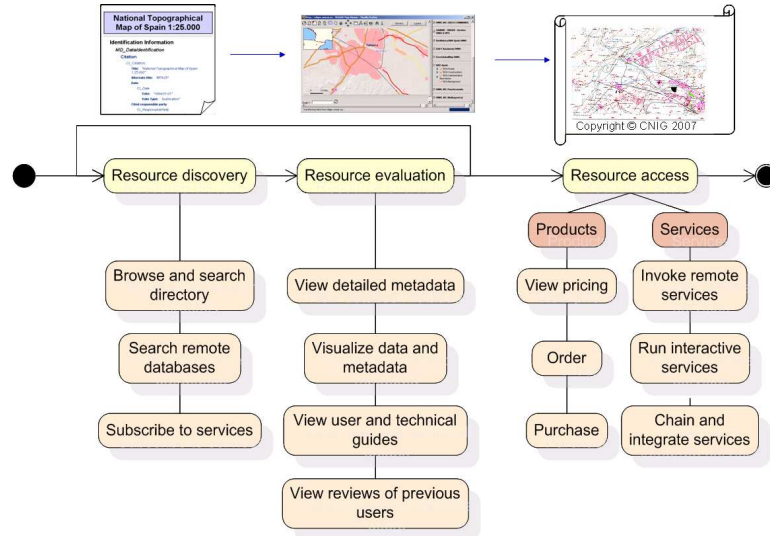 National Topographical
Map of Spain 1:25.000
Identification Information
MD_DataIdentification
Citation:
Copyright © CNIG 2007
Resource discovery
Resource evaluation
Resource access
Products
Services
Browse and search
directory
View detailed metadata
View pricing
Invoke remote
services
Search remote
databases
Visualize data and
metadata
Order
Run interactive
services
Subscribe to services
View user and technical
guides
Purchase
Chain and
integrate services
View reviews of previous
users